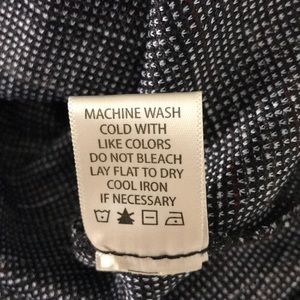 MACHINE WASH
COLD WITH
LIKE COLORS
DO NOT BLEACH
LAY FLAT TO DRY
COOL IRON
IF NECESSARY